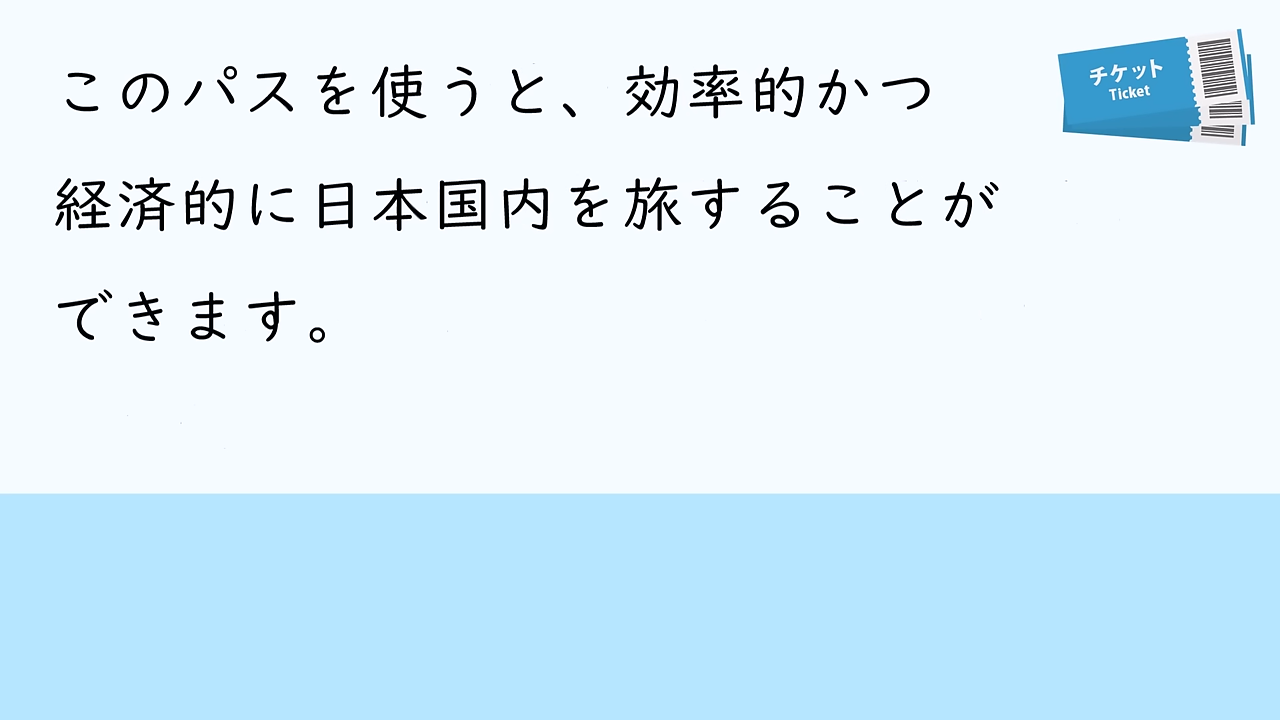 このパスを使うと、効率的かつ
経済的に日本国内を旅することが
できます。
チケット
Ticket